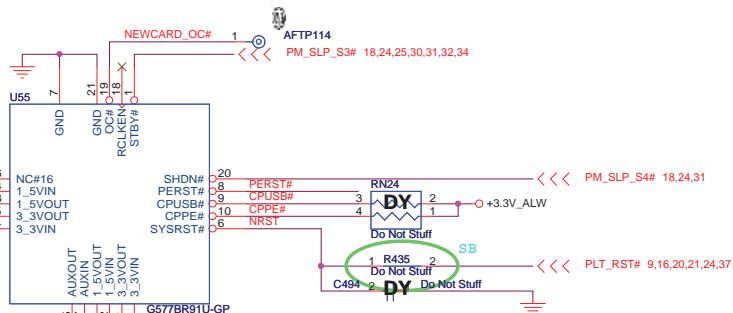 NEWCARD_OC# 1 AFTP114
PM_SLP_S3# 18,24,25,30,31,32,34
U55
7 GND
21 GND
19 OC#
18 RCLKEN
1 STBY#
NC#16 SHDN# 20 PM_SLP_S4# 18,24,31
1_5VIN PERST# 8 PERST# RN24
1_5VOUT CPUSB# 9 CPUSB# 3 DY 2 +3.3V_ALW
3_3VOUT CPPE# 10 CPPE# 4 1
3_3VIN SYSRST# 6 NRST Do Not Stuff
SB
1 R435 2 PLT_RST# 9,16,20,21,24,37
Do Not Stuff
C494 2 DY Do Not Stuff
AUXOUT
AUXIN
1_5VOUT
1_5VIN
3_3VOUT
3_3VIN
G577BR91U-GP